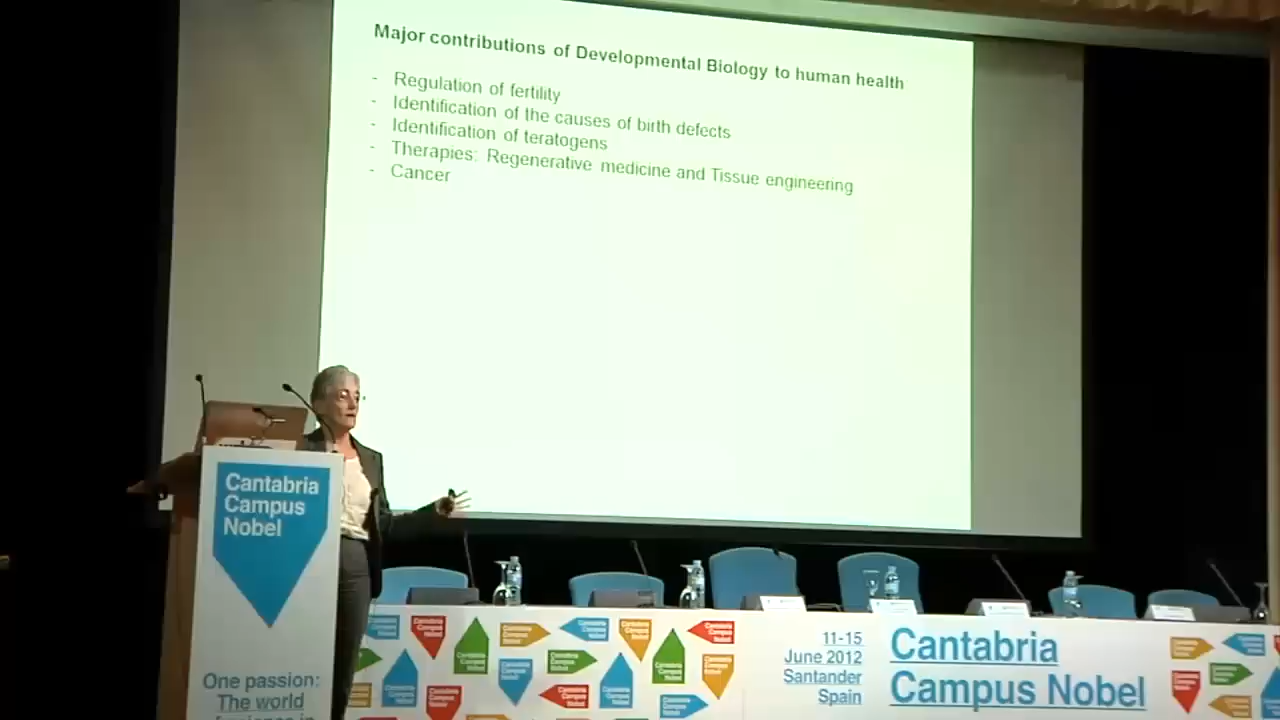 Major contributions of Developmental Biology to human health
- Regulation of fertility
- Identification of the causes of birth defects
- Identification of teratogens
- Therapies: Regenerative medicine and Tissue engineering
- Cancer
Cantabria
Campus
Nobel
One passion:
The world
11-15
June 2012
Santander
Spain
Cantabria
Campus Nobel